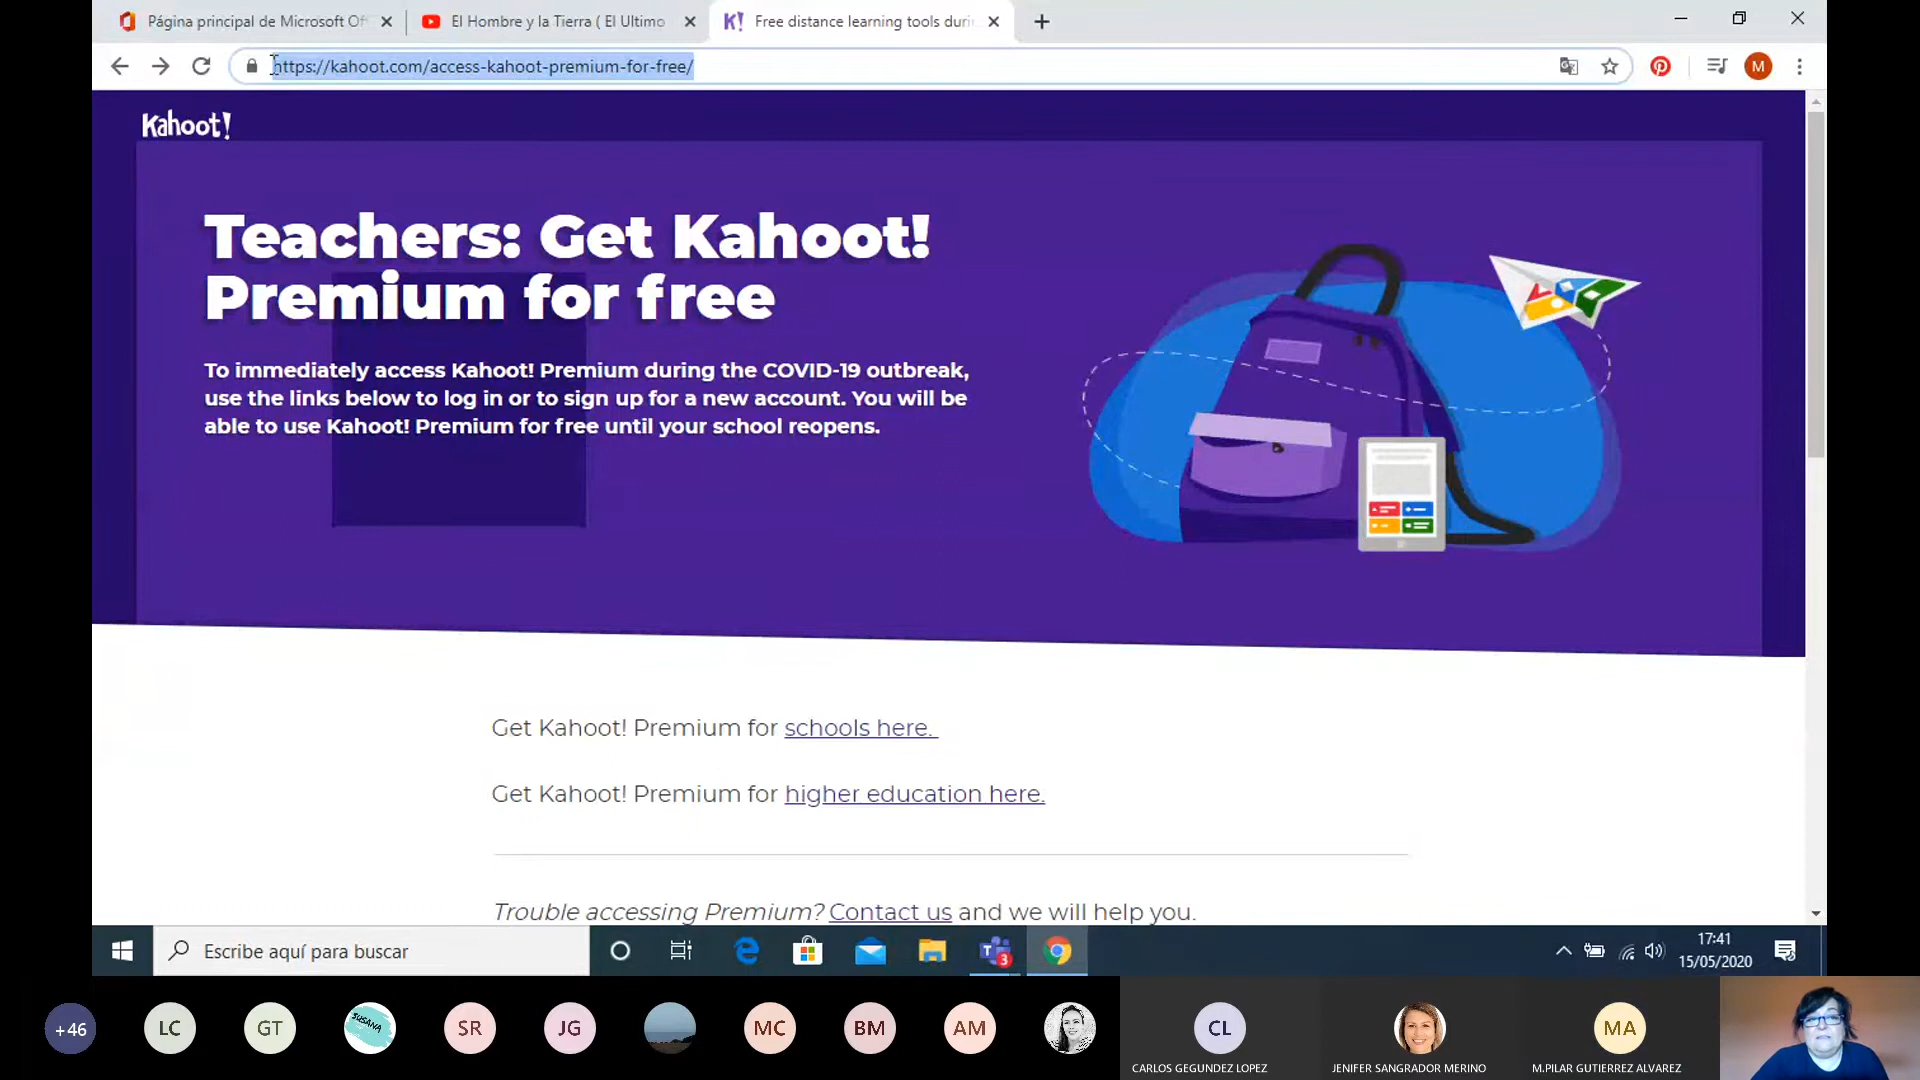 Página principal de Microsoft Of
El Hombre y la Tierra ( El Ultimo
Free distance learning tools duri
https://kahoot.com/access-kahoot-premium-for-free/
M
Kahoot!
Teachers: Get Kahoot!
Premium for free
To immediately access Kahoot! Premium during the COVID-19 outbreak,
use the links below to log in or to sign up for a new account. You will be
able to use Kahoot! Premium for free until your school reopens.
Get Kahoot! Premium for schools here.
Get Kahoot! Premium for higher education here.
Trouble accessing Premium? Contact us and we will help you.
Escribe aquí para buscar
3
17:41
15/05/2020
+46
LC
GT
SUSANA
SR
JG
MC
BM
AM
CL
MA
CARLOS GEGUNDEZ LOPEZ
JENIFER SANGRADOR MERINO
M.PILAR GUTIERREZ ALVAREZ